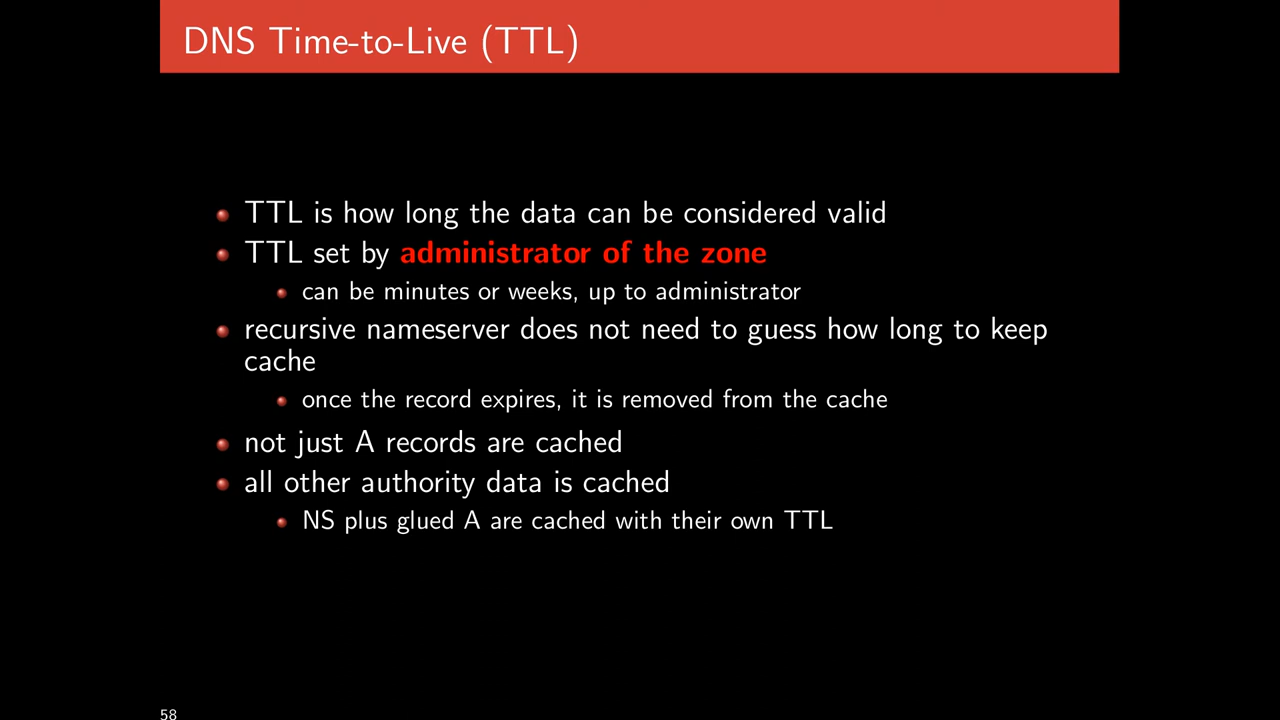 DNS Time-to-Live (TTL)
TTL is how long the data can be considered valid
TTL set by administrator of the zone
can be minutes or weeks, up to administrator
recursive nameserver does not need to guess how long to keep
cache
once the record expires, it is removed from the cache
not just A records are cached
all other authority data is cached
NS plus glued A are cached with their own TTL
58